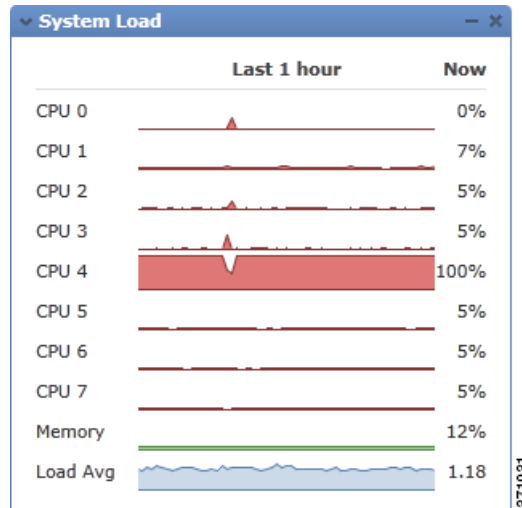 System Load
Last 1 hour Now
CPU 0 0%
CPU 1 7%
CPU 2 5%
CPU 3 5%
CPU 4 100%
CPU 5 5%
CPU 6 5%
CPU 7 5%
Memory 12%
Load Avg 1.18